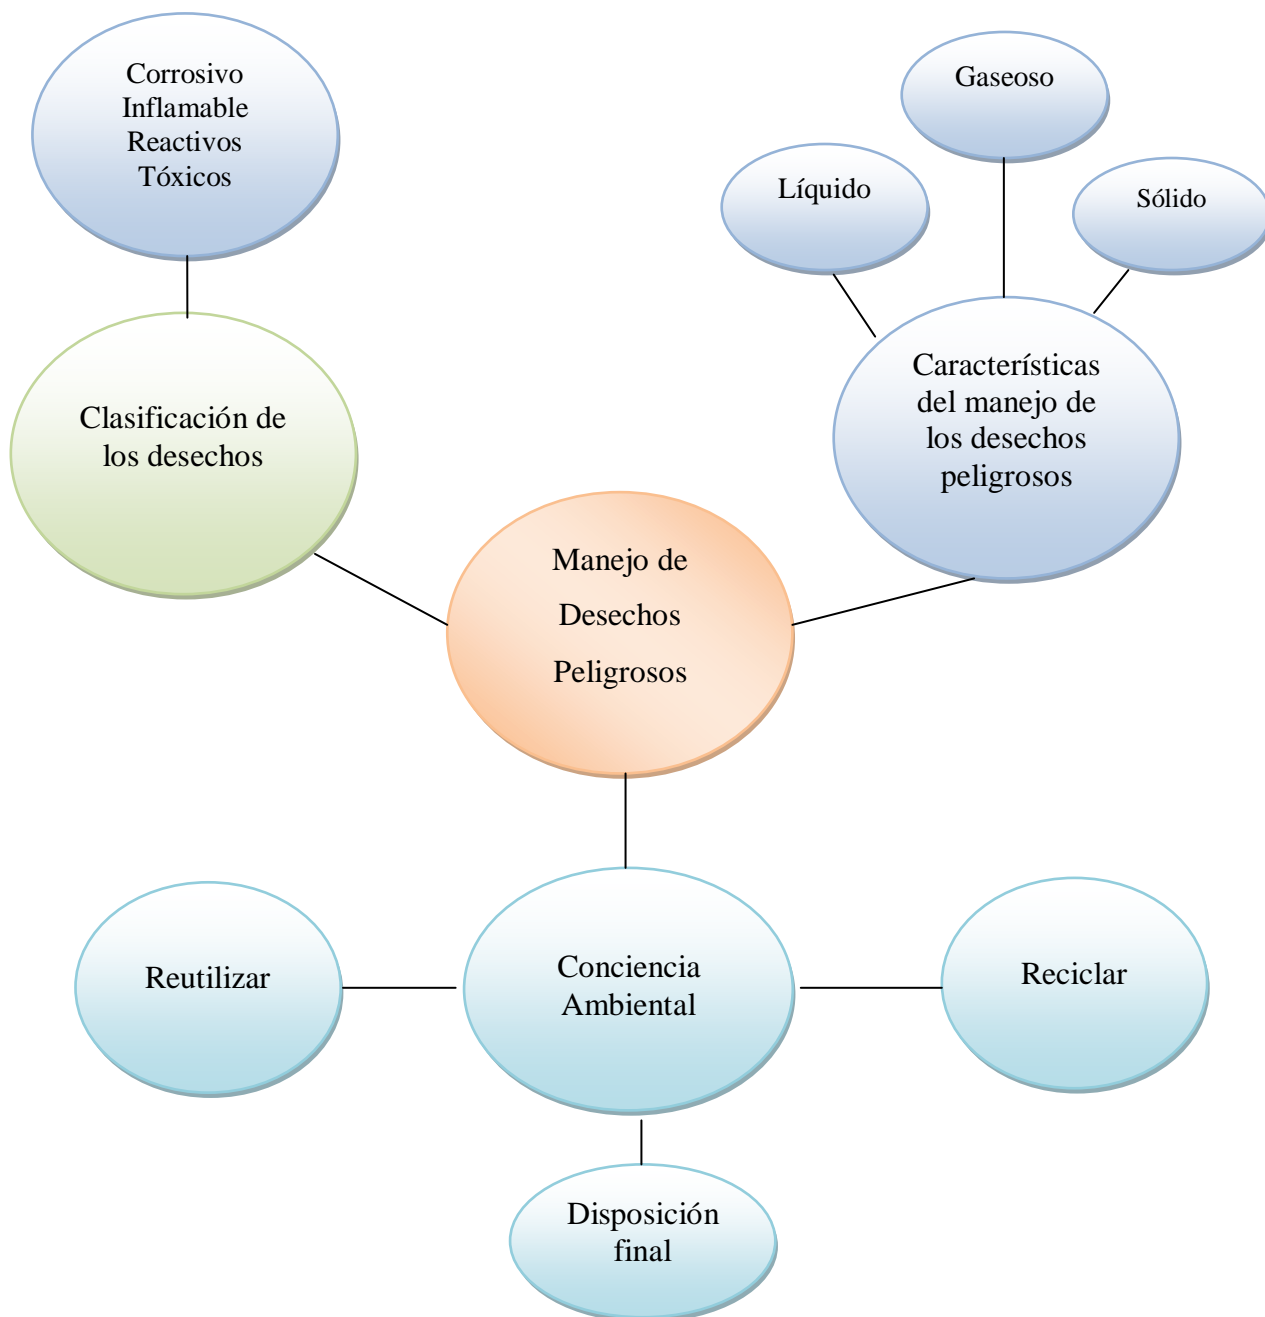 Corrosivo
Inflamable
Reactivos
Tóxicos
Gaseoso
Líquido
Sólido
Clasificación de
los desechos
Características
del manejo de
los desechos
peligrosos
Manejo de
Desechos
Peligrosos
Reutilizar
Conciencia
Ambiental
Reciclar
Disposición
final